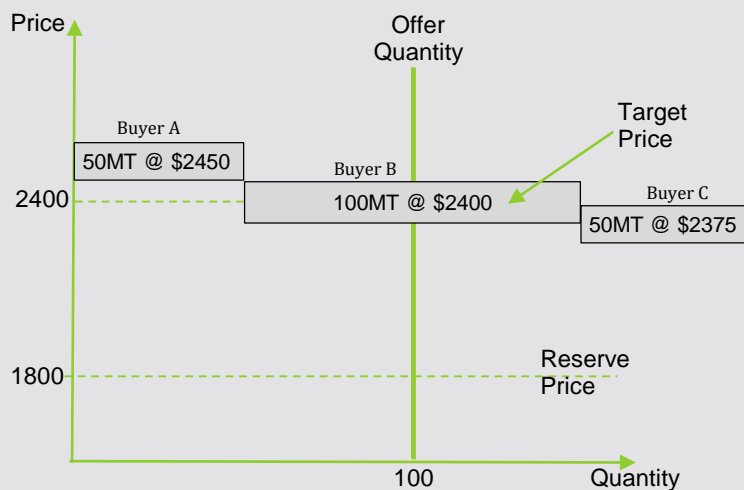 Price
Offer
Quantity
Target
Price
Buyer A
50MT @ $2450
Buyer B
100MT @ $2400
Buyer C
50MT @ $2375
2400
1800
Reserve
Price
100
Quantity